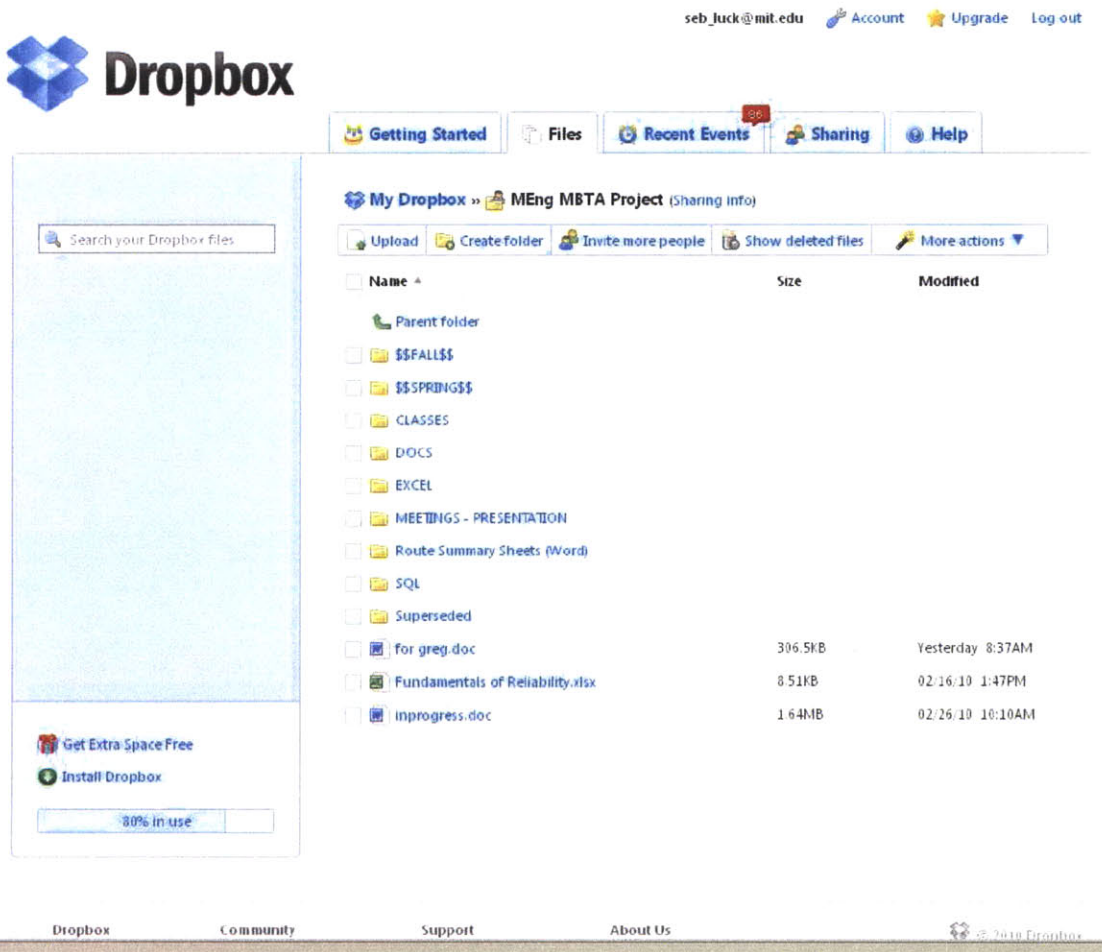 seb_luck@mit.edu Account Upgrade Log out
Dropbox
96
Getting Started Files Recent Events Sharing Help
My Dropbox » MEng MBTA Project (Sharing info)
Search your Dropbox files
Upload Create folder Invite more people Show deleted files More actions ▼
Name ▲ Size Modified
Parent folder
$$FALL$$
$$SPRING$$
CLASSES
DOCS
EXCEL
MEETINGS - PRESENTATION
Route Summary Sheets (Word)
SQL
Superseded
for greg.doc 306.5KB Yesterday 8:37AM
Fundamentals of Reliability.xlsx 8.51KB 02/16/10 1:47PM
inprogress.doc 1.64MB 02/26/10 10:10AM
Get Extra Space Free
Install Dropbox
80% in use
Dropbox Community Support About Us © 2010 Dropbox